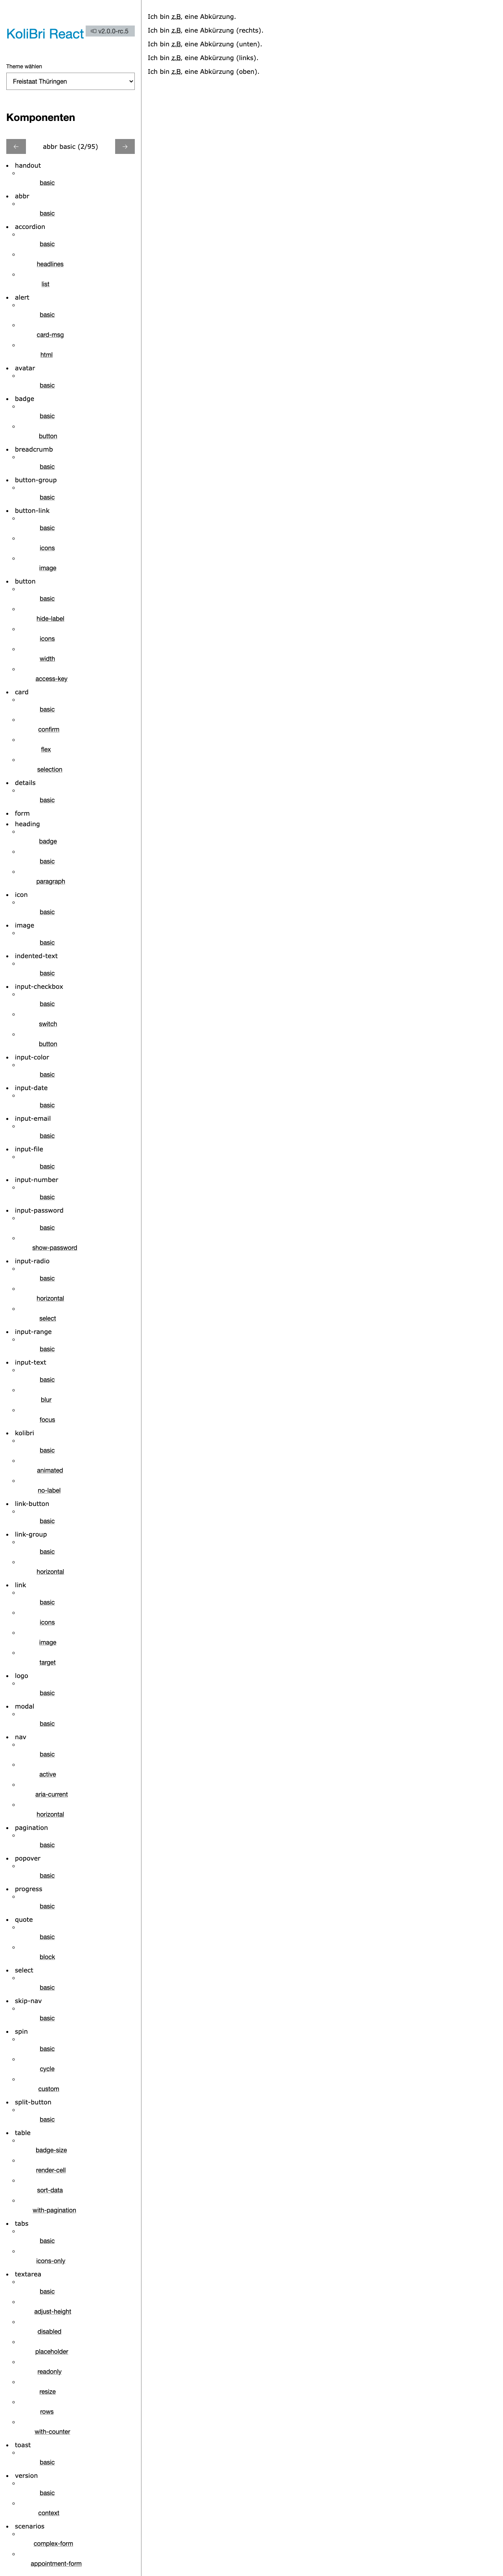 KoliBri React
v2.0.0-rc.5
Theme wählen
Freistaat Thüringen
Komponenten
← abbr basic (2/95) →
handout
basic
abbr
basic
accordion
basic
headlines
list
alert
basic
card-msg
html
avatar
basic
badge
basic
button
breadcrumb
basic
button-group
basic
button-link
basic
icons
image
button
basic
hide-label
icons
width
access-key
card
basic
confirm
flex
selection
details
basic
form
heading
badge
basic
paragraph
icon
basic
image
basic
indented-text
basic
input-checkbox
basic
switch
button
input-color
basic
input-date
basic
input-email
basic
input-file
basic
input-number
basic
input-password
basic
show-password
input-radio
basic
horizontal
select
input-range
basic
input-text
basic
blur
focus
kolibri
basic
animated
no-label
link-button
basic
link-group
basic
horizontal
link
basic
icons
image
target
logo
basic
modal
basic
nav
basic
active
aria-current
horizontal
pagination
basic
popover
basic
progress
basic
quote
basic
block
select
basic
skip-nav
basic
spin
basic
cycle
custom
split-button
basic
table
badge-size
render-cell
sort-data
with-pagination
tabs
basic
icons-only
textarea
basic
adjust-height
disabled
placeholder
readonly
resize
rows
with-counter
toast
basic
version
basic
context
scenarios
complex-form
appointment-form
Ich bin z.B. eine Abkürzung.
Ich bin z.B. eine Abkürzung (rechts).
Ich bin z.B. eine Abkürzung (unten).
Ich bin z.B. eine Abkürzung (links).
Ich bin z.B. eine Abkürzung (oben).